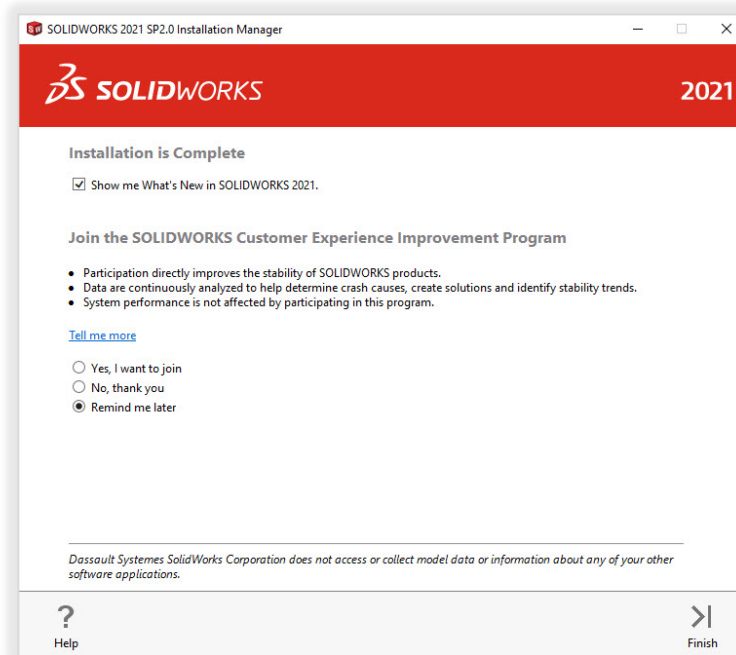 SOLIDWORKS 2021 SP2.0 Installation Manager
SOLIDWORKS
2021
Installation is Complete
Show me What's New in SOLIDWORKS 2021.
Join the SOLIDWORKS Customer Experience Improvement Program
Participation directly improves the stability of SOLIDWORKS products.
Data are continuously analyzed to help determine crash causes, create solutions and identify stability trends.
System performance is not affected by participating in this program.
Tell me more
Yes, I want to join
No, thank you
Remind me later
Dassault Systemes SolidWorks Corporation does not access or collect model data or information about any of your other
software applications.
?
Help
Finish